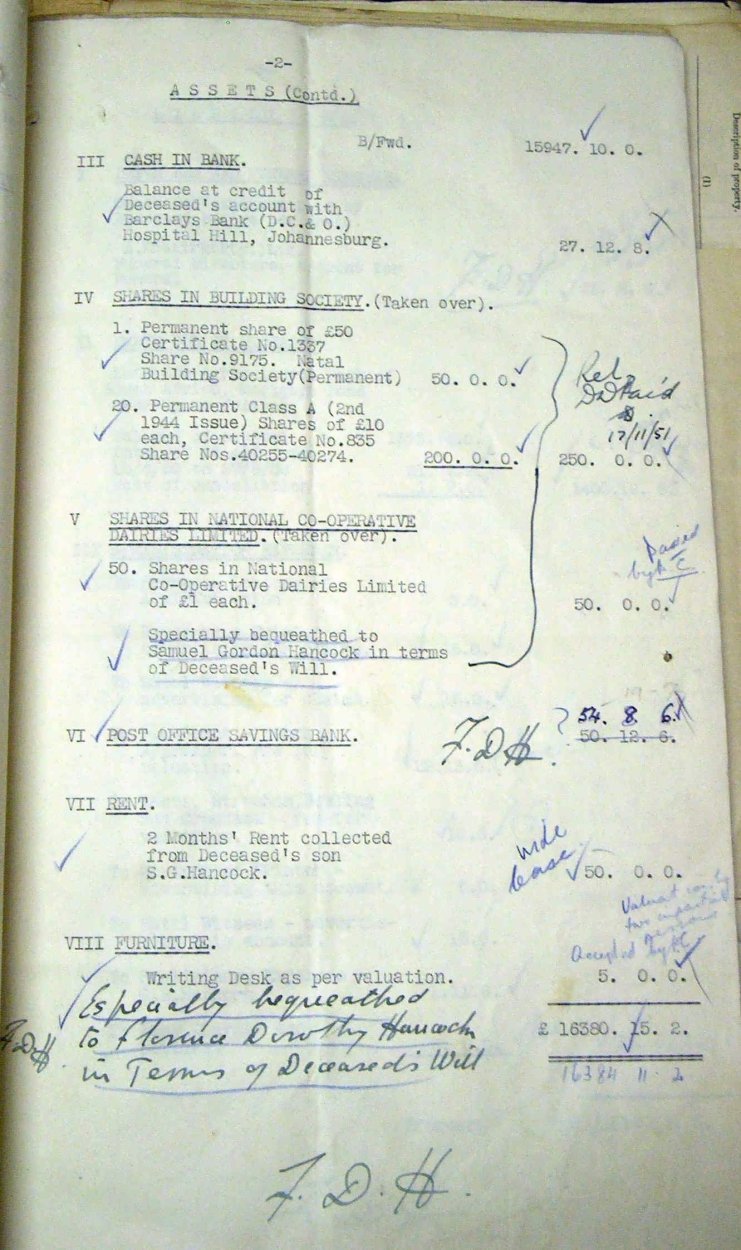 -2-
ASSETS (Contd.)
B/Fwd. 15947. 10. 0.
III CASH IN BANK.
Balance at credit of
Deceased's account with
Barclays Bank (D.C.& O.)
Hospital Hill, Johannesburg. 27. 12. 8.
IV SHARES IN BUILDING SOCIETY.(Taken over).
1. Permanent share of £50
Certificate No.1337
Share No.9175. Natal
Building Society(Permanent) 50. 0. 0.
20. Permanent Class A (2nd
1944 Issue) Shares of £10
each, Certificate No.835
Share Nos.40255-40274. 200. 0. 0. 250. 0. 0.
17/11/51
V SHARES IN NATIONAL CO-OPERATIVE
DAIRIES LIMITED.(Taken over).
50. Shares in National
Co-Operative Dairies Limited
of £1 each. 50. 0. 0.
Specially bequeathed to
Samuel Gordon Hancock in terms
of Deceased's Will.
54. 8. 6.
VI POST OFFICE SAVINGS BANK. F.D.H. 50. 12. 6.
VII RENT.
2 Months' Rent collected
from Deceased's son
S.G.Hancock. 50. 0. 0.
vide
lease
VIII FURNITURE.
Accepted
Writing Desk as per valuation. 5. 0. 0.
Especially bequeathed
to Florence Dorothy Hancock
in Terms of Deceased's Will
F.D.H.
£ 16380. 15. 2.
16384 11 2
F. D. H.
Description of property.
(1)